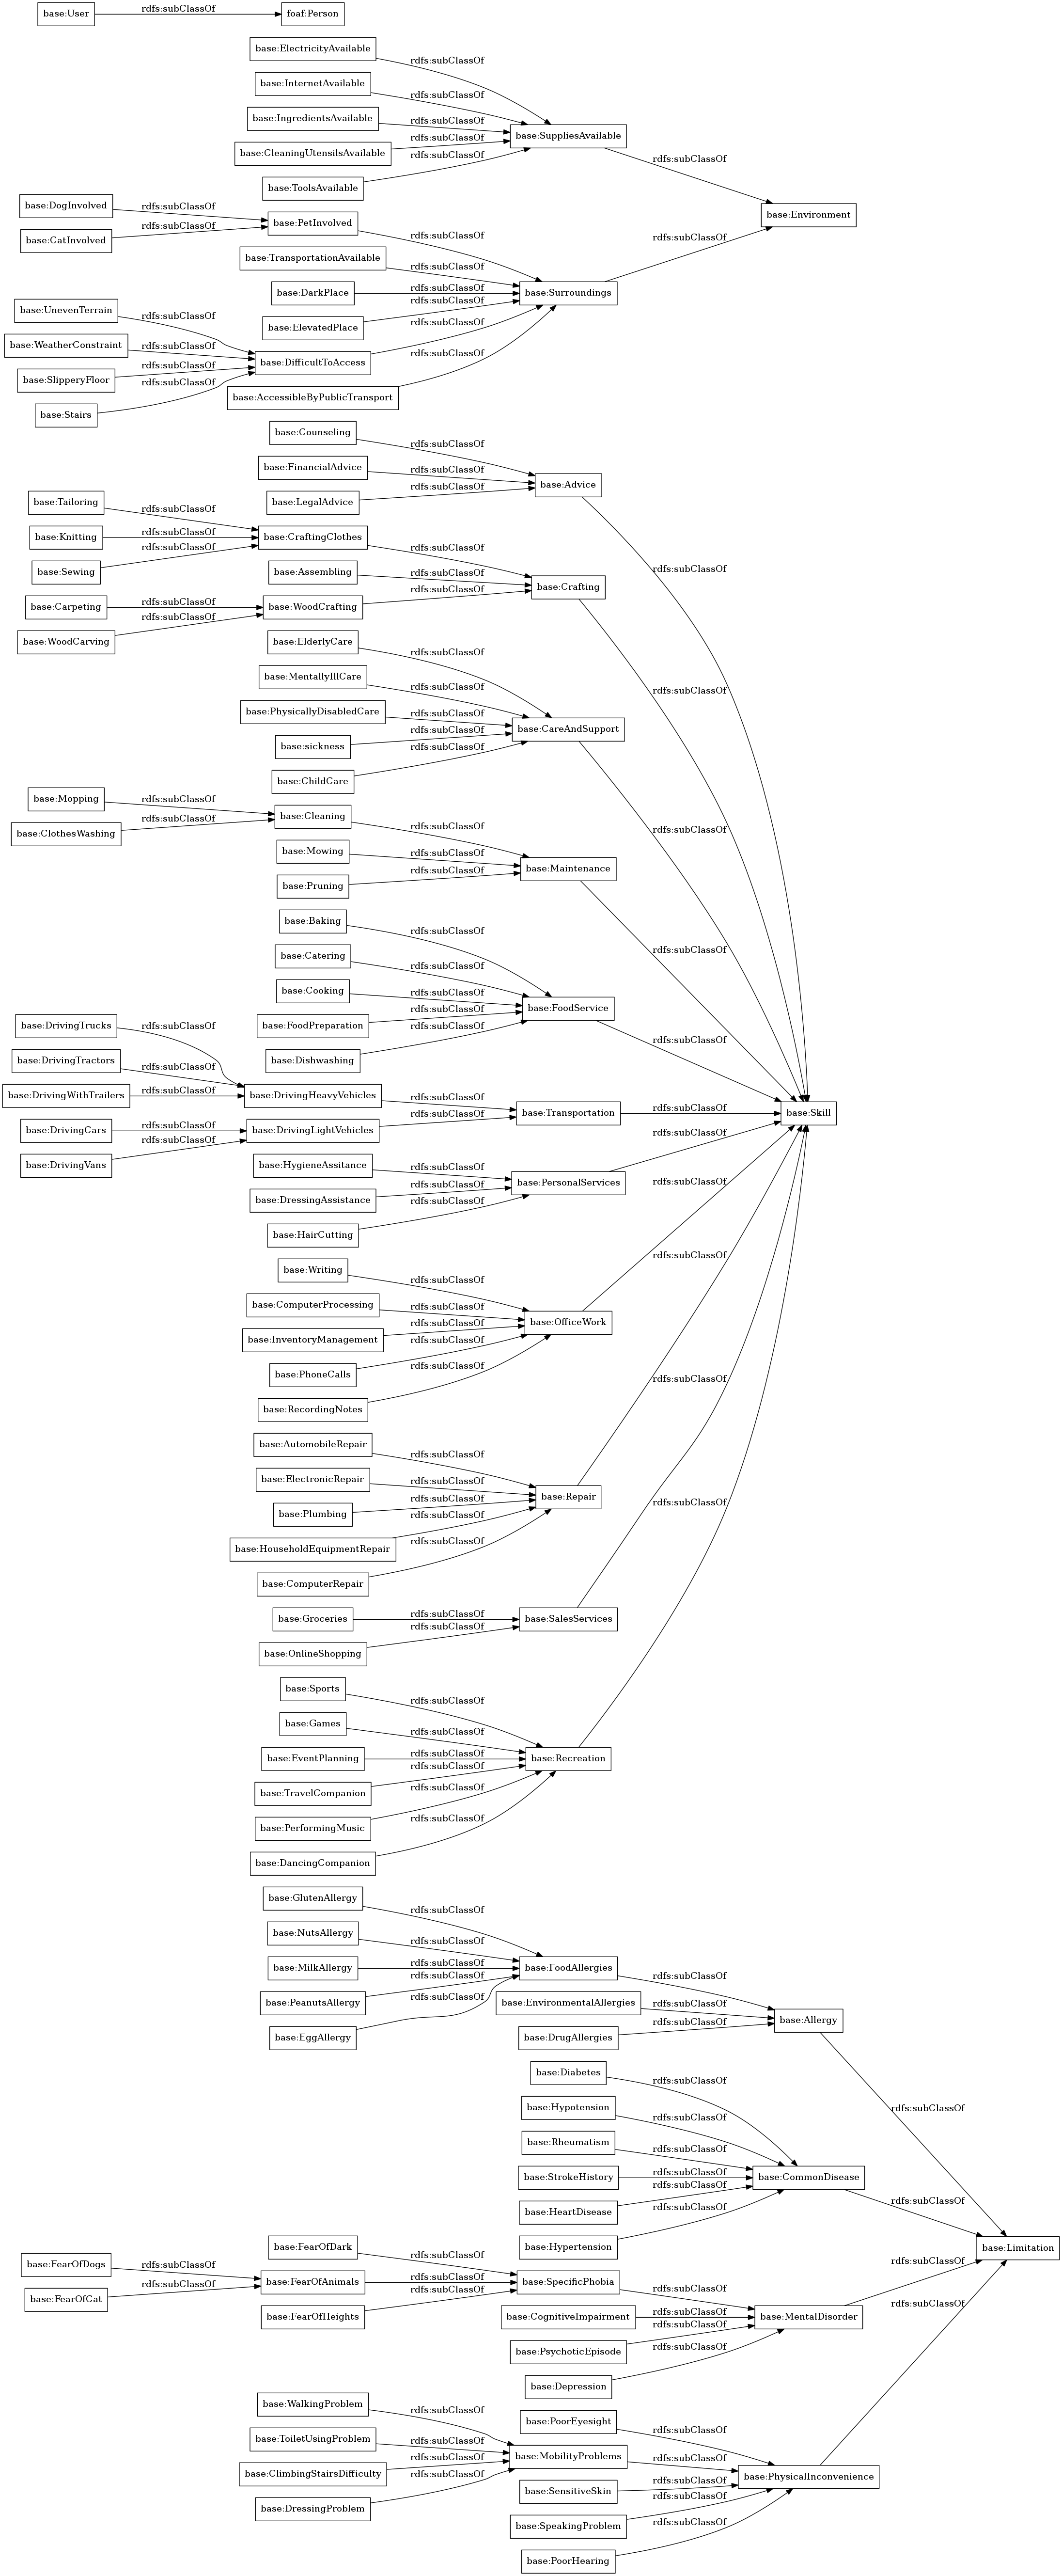 base:User
rdfs:subClassOf
foaf:Person
base:ElectricityAvailable
rdfs:subClassOf
base:InternetAvailable
rdfs:subClassOf
base:IngredientsAvailable
rdfs:subClassOf
base:SuppliesAvailable
rdfs:subClassOf
base:CleaningUtensilsAvailable
rdfs:subClassOf
base:ToolsAvailable
rdfs:subClassOf
base:Environment
base:DogInvolved
rdfs:subClassOf
base:PetInvolved
rdfs:subClassOf
base:CatInvolved
rdfs:subClassOf
base:TransportationAvailable
rdfs:subClassOf
base:DarkPlace
rdfs:subClassOf
base:Surroundings
rdfs:subClassOf
base:ElevatedPlace
rdfs:subClassOf
base:UnevenTerrain
rdfs:subClassOf
base:WeatherConstraint
rdfs:subClassOf
base:DifficultToAccess
rdfs:subClassOf
base:SlipperyFloor
rdfs:subClassOf
base:Stairs
rdfs:subClassOf
base:AccessibleByPublicTransport
rdfs:subClassOf
base:Counseling
rdfs:subClassOf
base:FinancialAdvice
rdfs:subClassOf
base:Advice
rdfs:subClassOf
base:LegalAdvice
rdfs:subClassOf
base:Tailoring
rdfs:subClassOf
base:Knitting
rdfs:subClassOf
base:CraftingClothes
rdfs:subClassOf
base:Sewing
rdfs:subClassOf
base:Assembling
rdfs:subClassOf
base:Crafting
rdfs:subClassOf
base:Carpeting
rdfs:subClassOf
base:WoodCrafting
rdfs:subClassOf
base:WoodCarving
rdfs:subClassOf
base:ElderlyCare
rdfs:subClassOf
base:MentallyIllCare
rdfs:subClassOf
base:PhysicallyDisabledCare
rdfs:subClassOf
base:CareAndSupport
rdfs:subClassOf
base:sickness
rdfs:subClassOf
base:ChildCare
rdfs:subClassOf
base:Mopping
rdfs:subClassOf
base:Cleaning
rdfs:subClassOf
base:ClothesWashing
rdfs:subClassOf
base:Mowing
rdfs:subClassOf
base:Maintenance
rdfs:subClassOf
base:Pruning
rdfs:subClassOf
base:Baking
rdfs:subClassOf
base:Catering
rdfs:subClassOf
base:Cooking
rdfs:subClassOf
base:FoodService
rdfs:subClassOf
base:FoodPreparation
rdfs:subClassOf
base:Dishwashing
rdfs:subClassOf
base:DrivingTrucks
rdfs:subClassOf
base:DrivingTractors
rdfs:subClassOf
base:DrivingWithTrailers
rdfs:subClassOf
base:DrivingHeavyVehicles
rdfs:subClassOf
base:Transportation
rdfs:subClassOf
base:Skill
base:DrivingCars
rdfs:subClassOf
base:DrivingLightVehicles
rdfs:subClassOf
base:DrivingVans
rdfs:subClassOf
base:HygieneAssitance
rdfs:subClassOf
base:PersonalServices
rdfs:subClassOf
base:DressingAssistance
rdfs:subClassOf
base:HairCutting
rdfs:subClassOf
base:Writing
rdfs:subClassOf
base:ComputerProcessing
rdfs:subClassOf
base:OfficeWork
rdfs:subClassOf
base:InventoryManagement
rdfs:subClassOf
base:PhoneCalls
rdfs:subClassOf
base:RecordingNotes
rdfs:subClassOf
base:AutomobileRepair
rdfs:subClassOf
base:ElectronicRepair
rdfs:subClassOf
base:Repair
rdfs:subClassOf
base:Plumbing
rdfs:subClassOf
base:HouseholdEquipmentRepair
rdfs:subClassOf
base:ComputerRepair
rdfs:subClassOf
base:Groceries
rdfs:subClassOf
base:SalesServices
rdfs:subClassOf
base:OnlineShopping
rdfs:subClassOf
base:Sports
rdfs:subClassOf
base:Games
rdfs:subClassOf
base:EventPlanning
rdfs:subClassOf
base:Recreation
rdfs:subClassOf
base:TravelCompanion
rdfs:subClassOf
base:PerformingMusic
rdfs:subClassOf
base:DancingCompanion
rdfs:subClassOf
base:GlutenAllergy
rdfs:subClassOf
base:NutsAllergy
rdfs:subClassOf
base:MilkAllergy
rdfs:subClassOf
base:FoodAllergies
rdfs:subClassOf
base:PeanutsAllergy
rdfs:subClassOf
base:EnvironmentalAllergies
rdfs:subClassOf
base:Allergy
rdfs:subClassOf
base:EggAllergy
rdfs:subClassOf
base:DrugAllergies
rdfs:subClassOf
base:Diabetes
rdfs:subClassOf
base:Hypotension
rdfs:subClassOf
base:Rheumatism
rdfs:subClassOf
base:StrokeHistory
rdfs:subClassOf
base:CommonDisease
rdfs:subClassOf
base:HeartDisease
rdfs:subClassOf
base:Hypertension
rdfs:subClassOf
base:Limitation
base:FearOfDark
rdfs:subClassOf
base:FearOfDogs
rdfs:subClassOf
base:FearOfAnimals
rdfs:subClassOf
base:SpecificPhobia
rdfs:subClassOf
base:FearOfCat
rdfs:subClassOf
base:FearOfHeights
rdfs:subClassOf
base:CognitiveImpairment
rdfs:subClassOf
base:MentalDisorder
rdfs:subClassOf
base:PsychoticEpisode
rdfs:subClassOf
base:Depression
rdfs:subClassOf
base:WalkingProblem
rdfs:subClassOf
base:PoorEyesight
rdfs:subClassOf
base:ToiletUsingProblem
rdfs:subClassOf
base:MobilityProblems
rdfs:subClassOf
base:ClimbingStairsDifficulty
rdfs:subClassOf
base:PhysicalInconvenience
rdfs:subClassOf
base:SensitiveSkin
rdfs:subClassOf
base:DressingProblem
rdfs:subClassOf
base:SpeakingProblem
rdfs:subClassOf
base:PoorHearing
rdfs:subClassOf